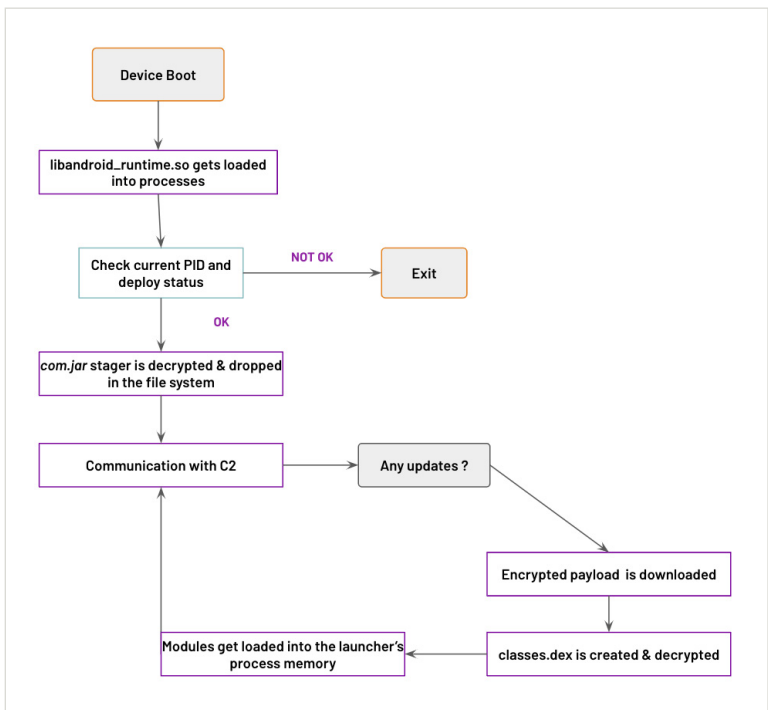 Device Boot
libandroid_runtime.so gets loaded
into processes
Check current PID and
deploy status
NOT OK
Exit
OK
com.jar stager is decrypted & dropped
in the file system
Communication with C2
Any updates ?
Encrypted payload is downloaded
classes.dex is created & decrypted
Modules get loaded into the launcher's
process memory